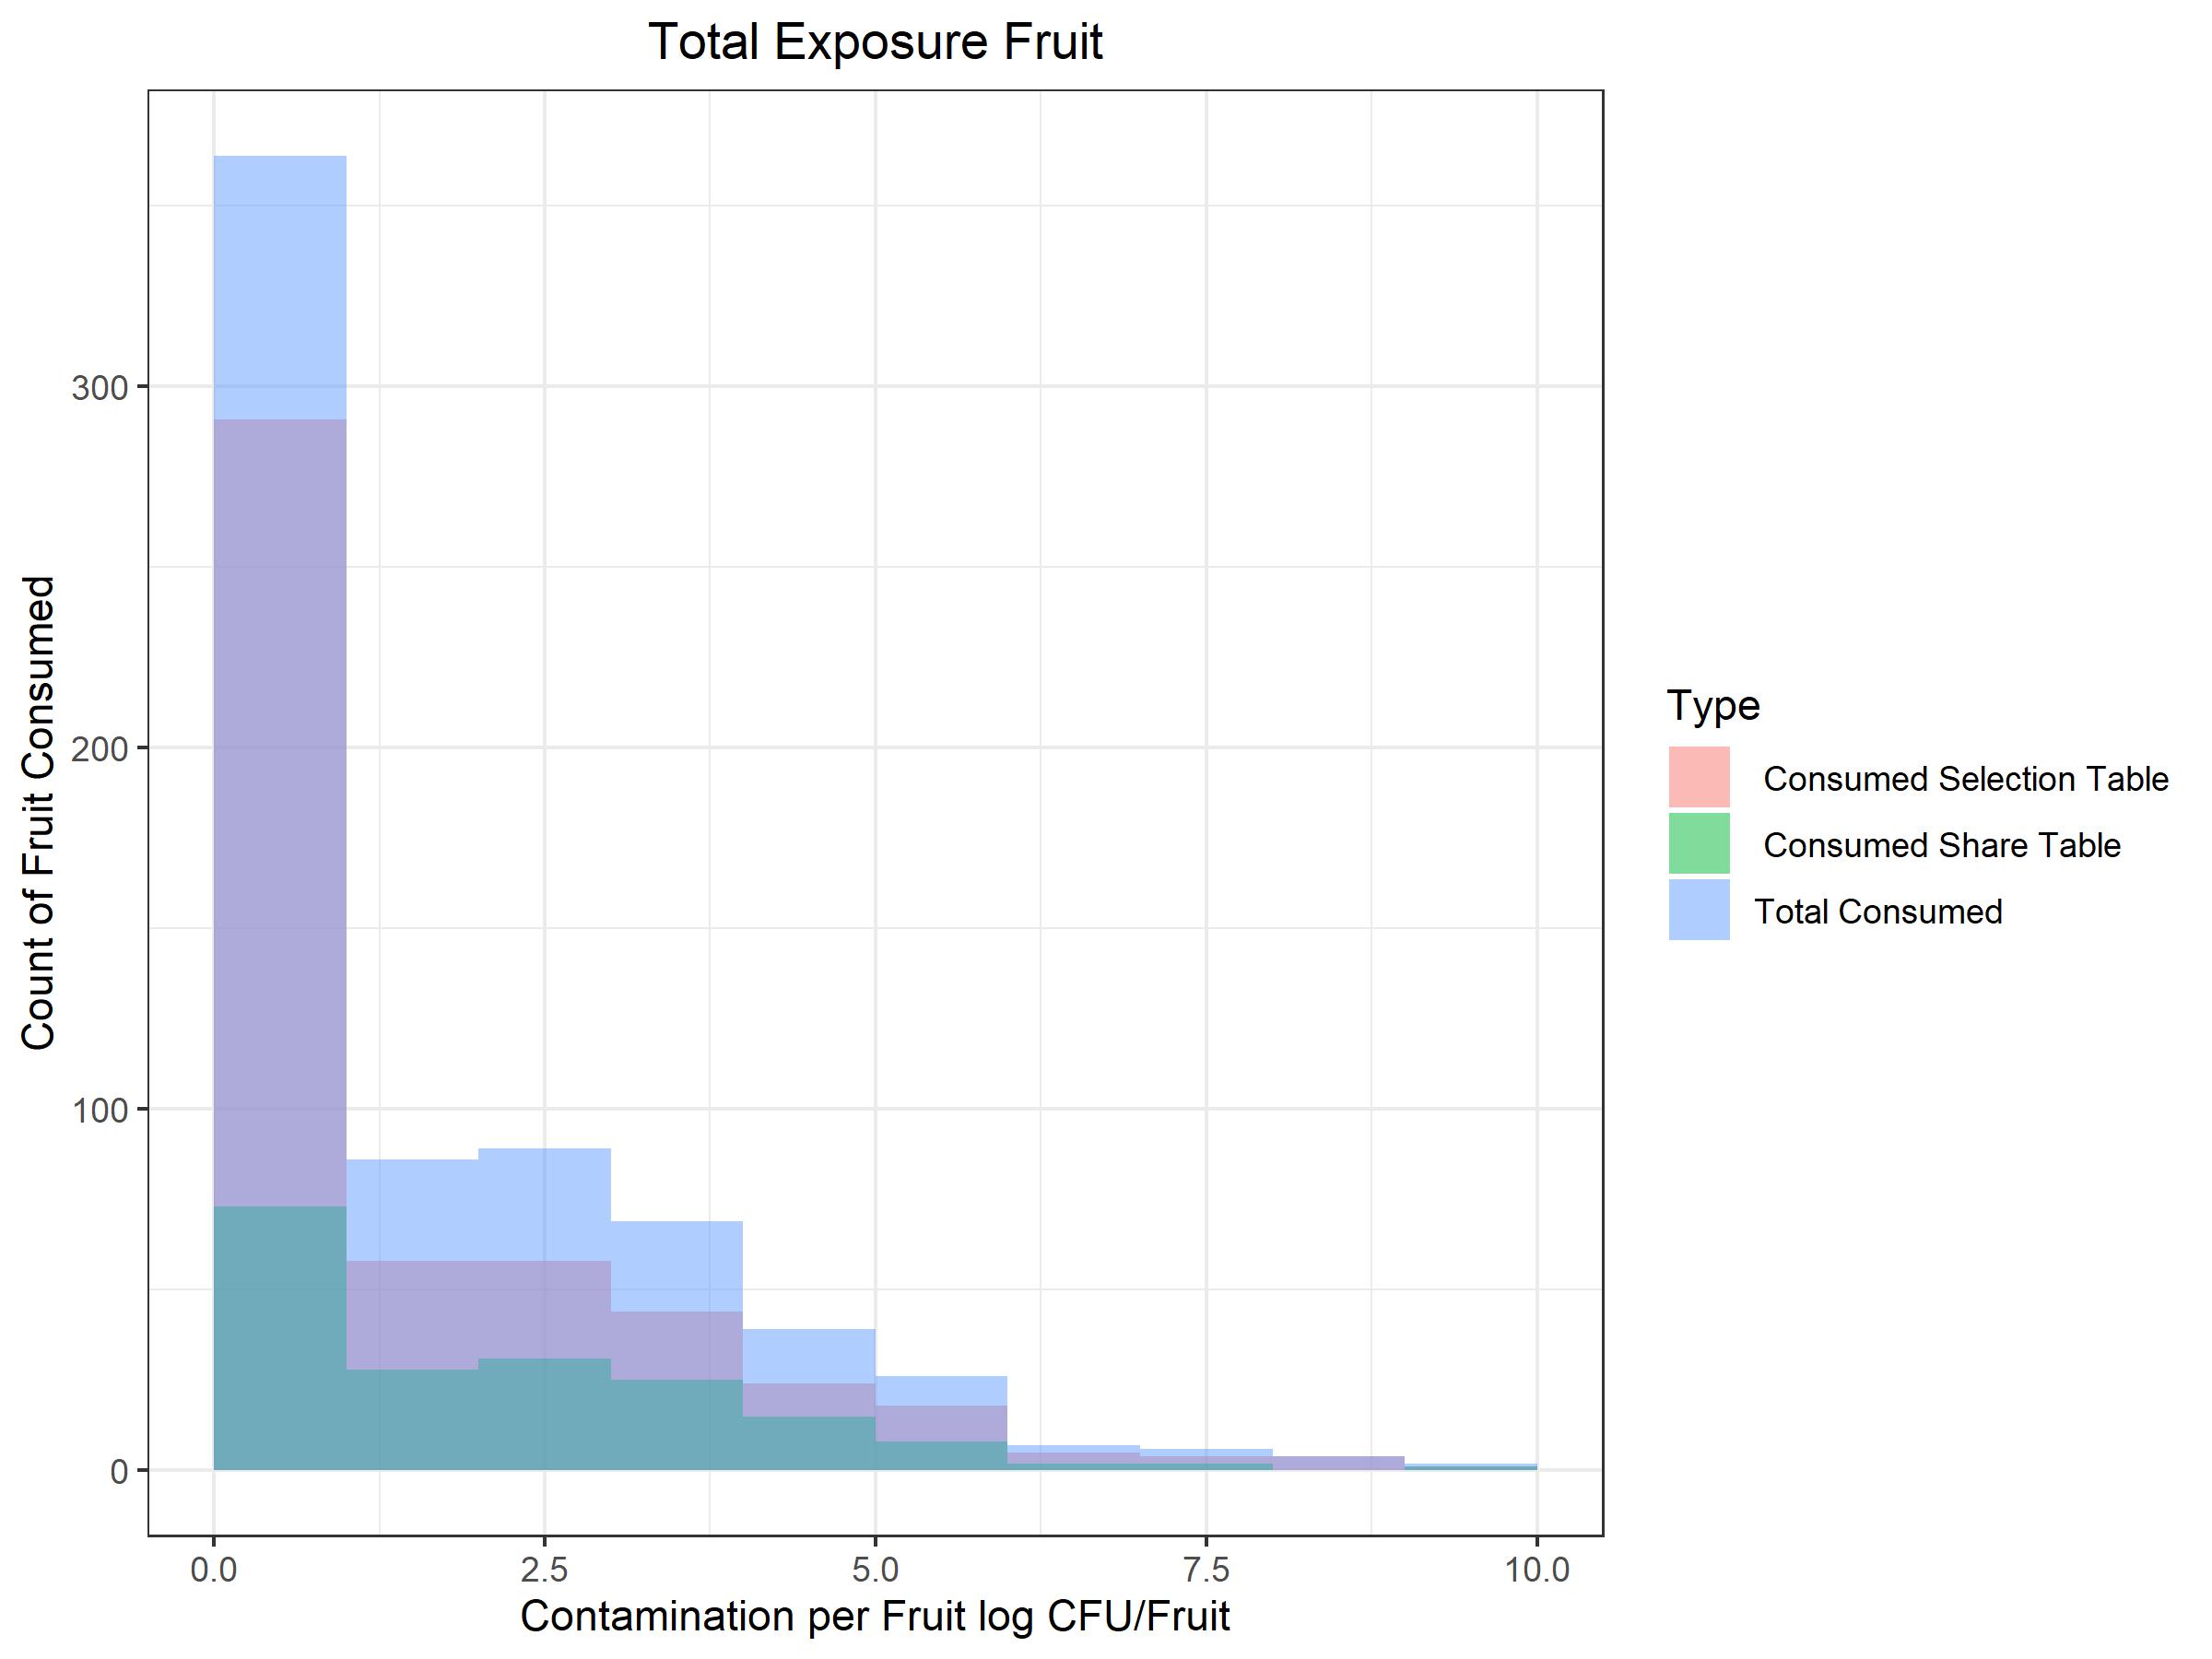 Total Exposure Fruit
Count of Fruit Consumed
300
200
100
0
0.0 2.5 5.0 7.5 10.0
Contamination per Fruit log CFU/Fruit
Type
Consumed Selection Table
Consumed Share Table
Total Consumed